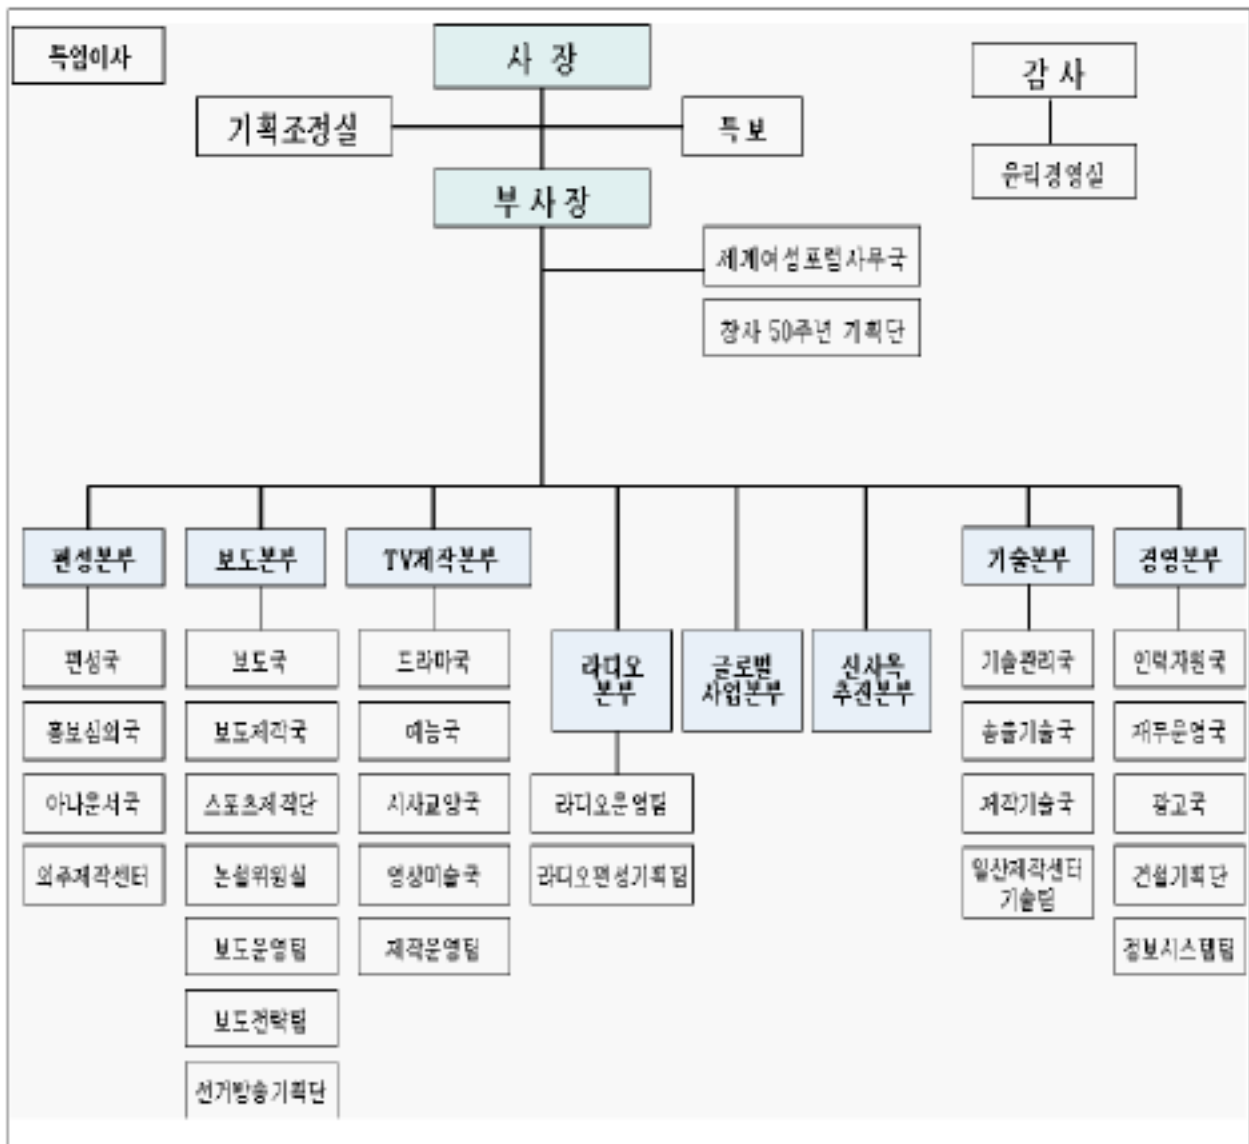 특임이사
사 장
감 사
기획조정실
특 보
윤리경영실
부 사 장
세계여성포럼사무국
창사 50주년 기획단
편성본부
보도본부
TV제작본부
기술본부
경영본부
라디오
본부
글로벌
사업본부
신사옥
추진본부
편성국
홍보심의국
아나운서국
외주제작센터
보도국
보도제작국
스포츠제작단
논설위원실
보도운영팀
보도전략팀
선거방송기획단
드라마국
예능국
시사교양국
영상미술국
제작운영팀
라디오운영팀
라디오편성기획팀
기술관리국
송출기술국
제작기술국
일산제작센터
기술팀
인력자원국
재무운영국
광고국
건설기획단
정보시스템팀